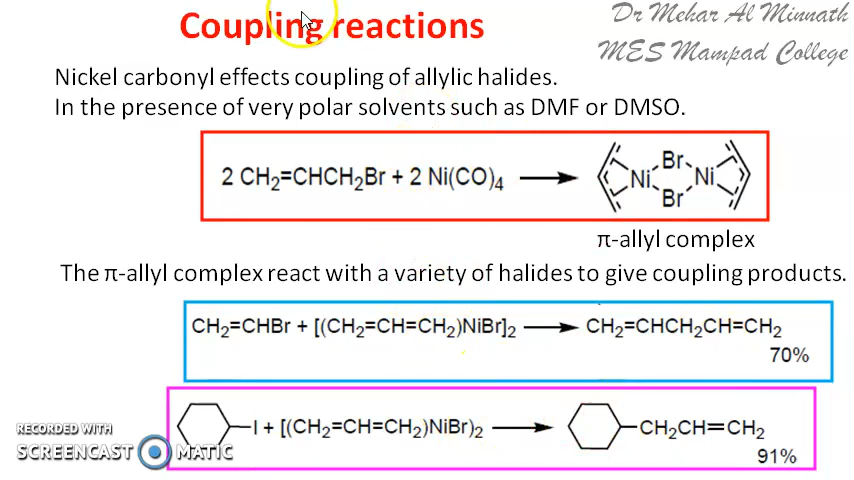 Coupling reactions
Dr Mehar Al Minnath
MES Mampad College
Nickel carbonyl effects coupling of allylic halides.
In the presence of very polar solvents such as DMF or DMSO.
2 CH₂=CHCH₂Br + 2 Ni(CO)₄
Br
Ni Ni
Br
π-allyl complex
The π-allyl complex react with a variety of halides to give coupling products.
CH₂=CHBr + [(CH₂=CH=CH₂)NiBr]₂ CH₂=CHCH₂CH=CH₂
70%
I + [(CH₂=CH=CH₂)NiBr)₂ CH₂CH=CH₂
91%
RECORDED WITH
SCREENCAST MATIC